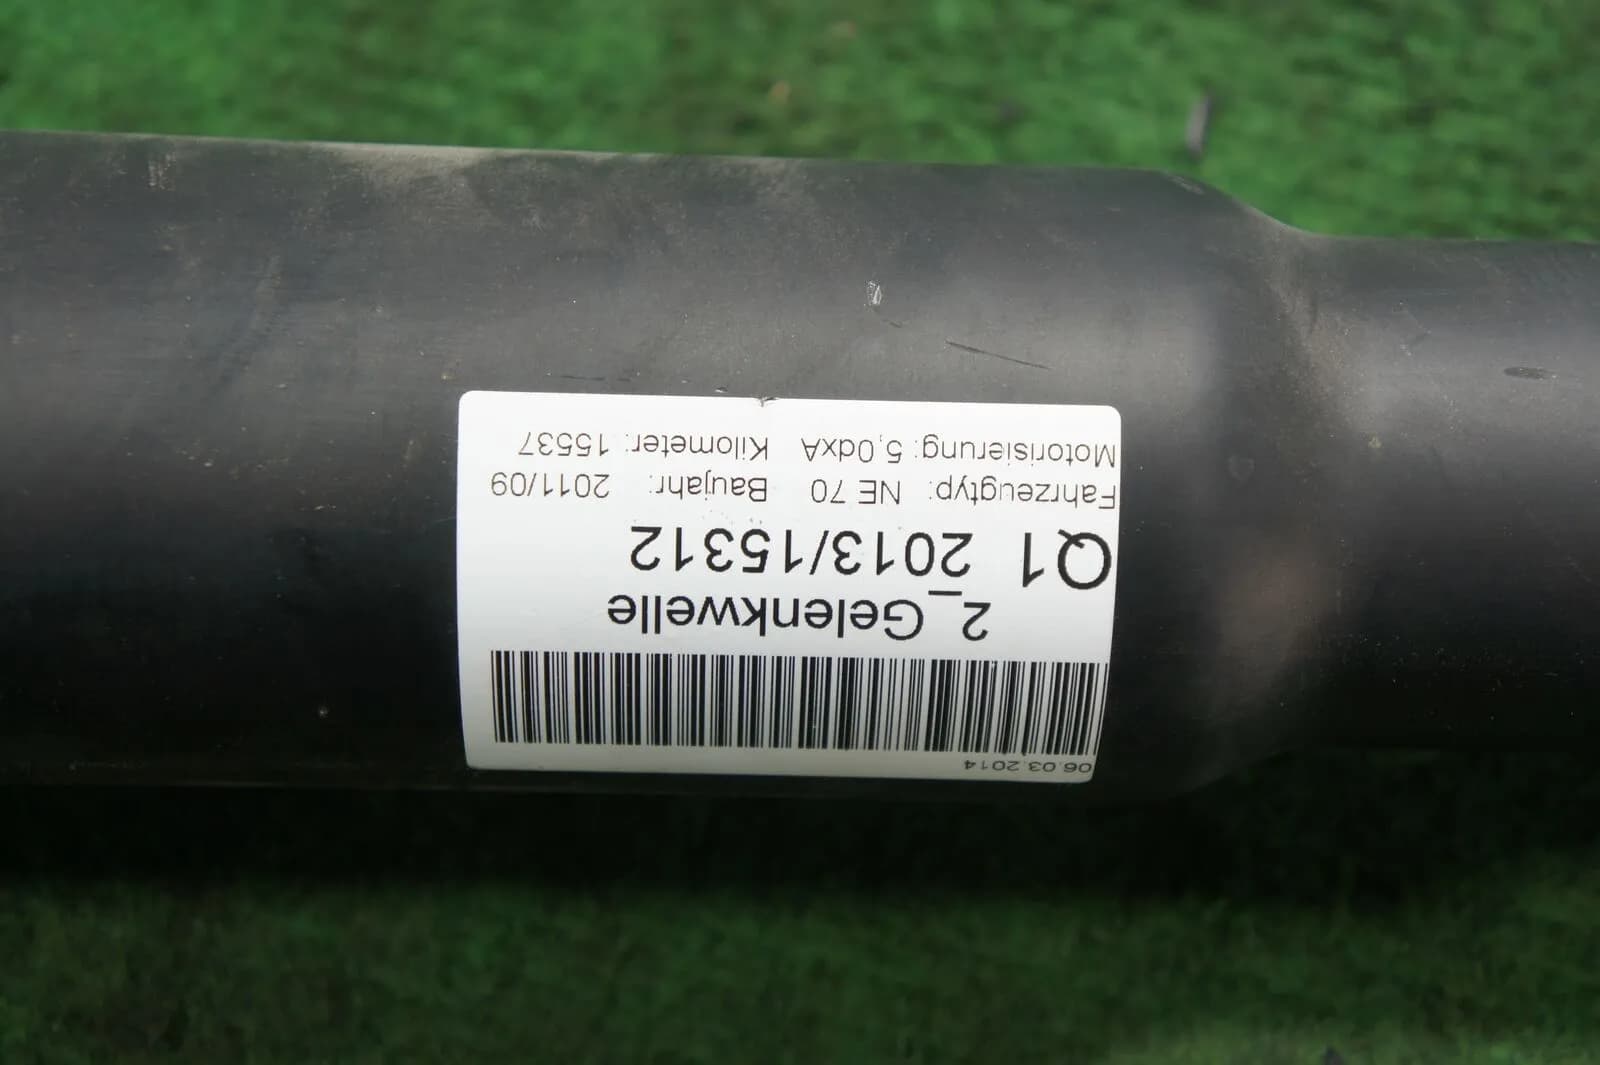 06.03.2014
2_Gelenkwelle
Q1 2013/15312
Fahrzeugtyp: NE 70 Baujahr: 2011/09
Motorisierung: 5,0dxA Kilometer: 15537